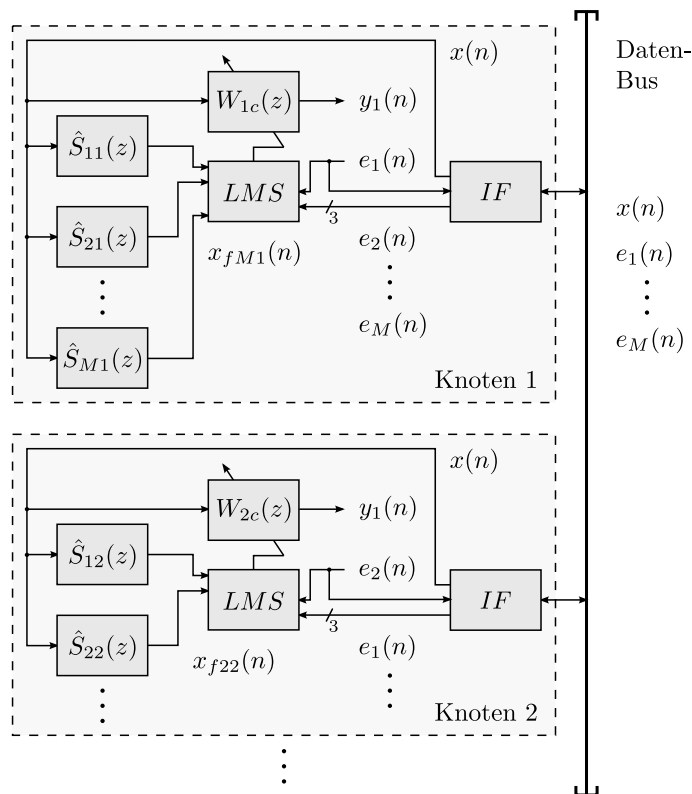 x(n)
Daten-
Bus
W_{1c}(z)
y_1(n)
Ŝ_{11}(z)
e_1(n)
LMS
IF
3
Ŝ_{21}(z)
x_{fM1}(n)
e_2(n)
x(n)
e_1(n)
⋮
⋮
⋮
e_M(n)
e_M(n)
Ŝ_{M1}(z)
Knoten 1
x(n)
W_{2c}(z)
y_1(n)
Ŝ_{12}(z)
e_2(n)
LMS
IF
3
Ŝ_{22}(z)
x_{f22}(n)
e_1(n)
⋮
⋮
Knoten 2
⋮